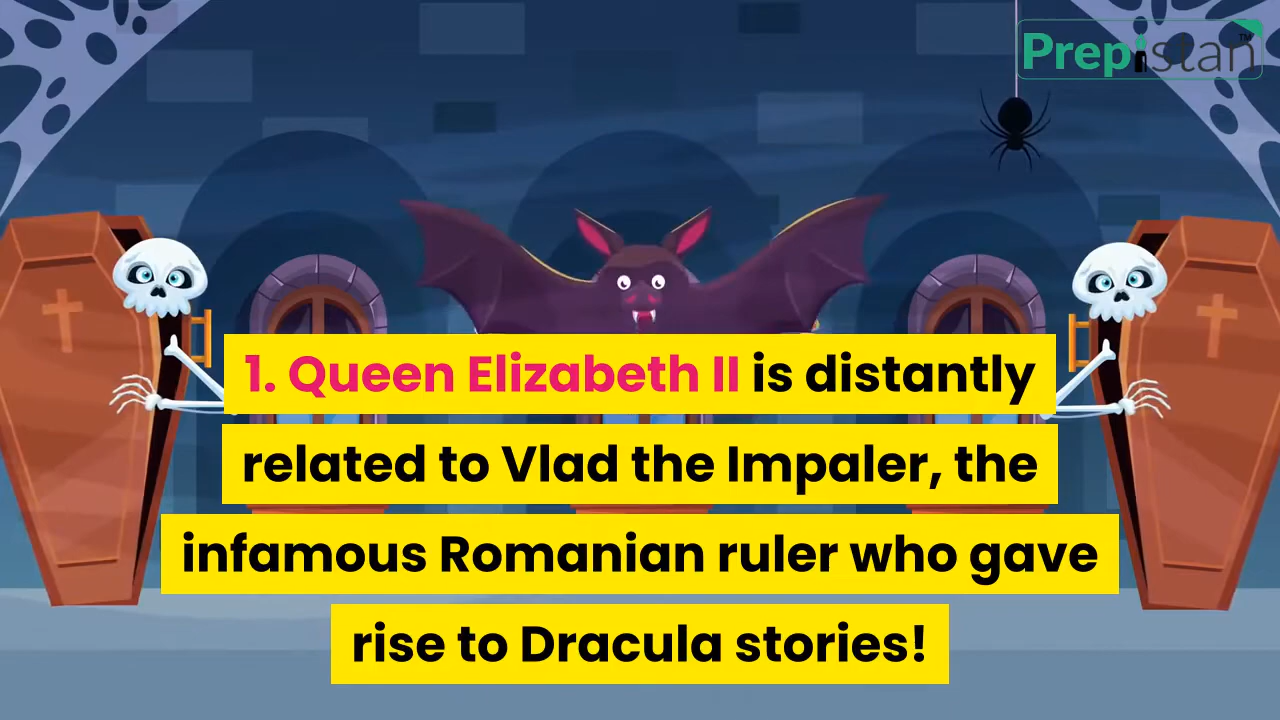 Prepistan™
1. Queen Elizabeth II is distantly
related to Vlad the Impaler, the
infamous Romanian ruler who gave
rise to Dracula stories!